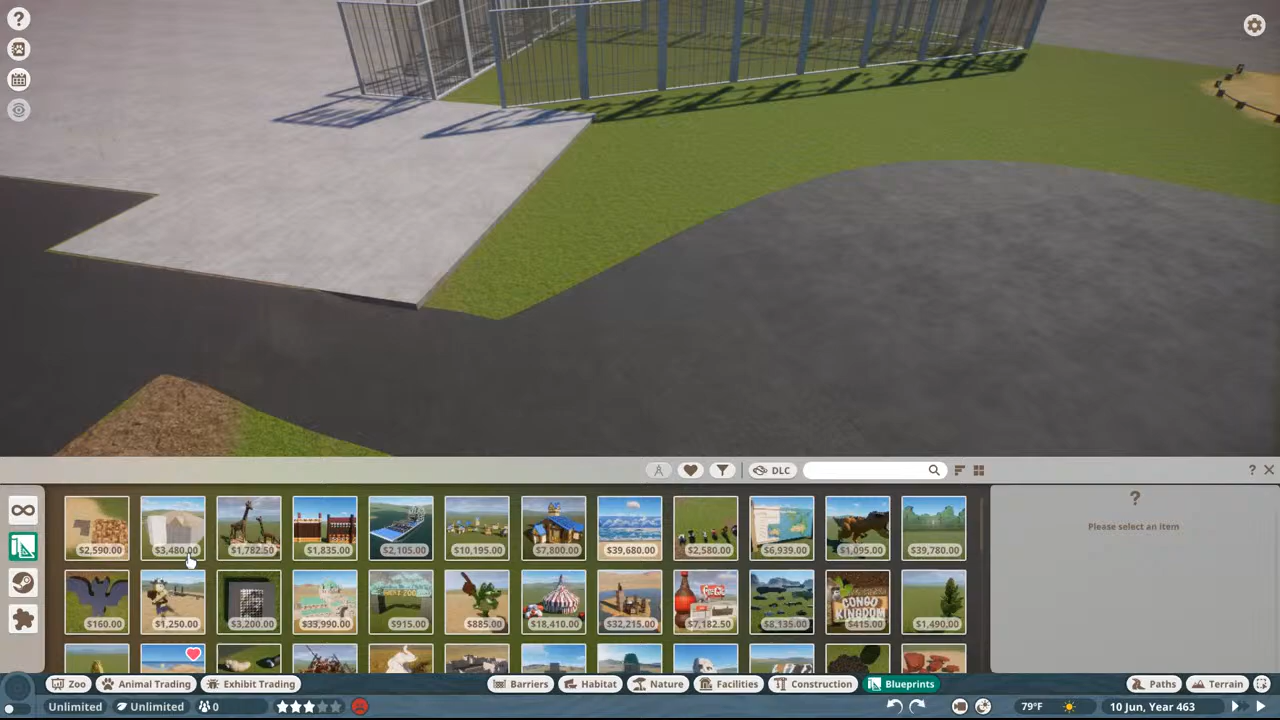 DLC
$2,590.00 $3,480.00 $1,782.50 $1,835.00 $2,105.00 $10,195.00 $7,800.00 $39,680.00 $2,580.00 $6,939.00 $1,095.00 $39,780.00
Please select an item
$160.00 $1,250.00 $3,200.00 $33,990.00 $915.00 $885.00 $18,410.00 $32,215.00 $7,182.50 $8,135.00 CONGO KINGDOM $415.00 $1,490.00
Zoo Animal Trading Exhibit Trading Barriers Habitat Nature Facilities Construction Blueprints Paths Terrain
Unlimited Unlimited 0 79°F 10 Jun, Year 463